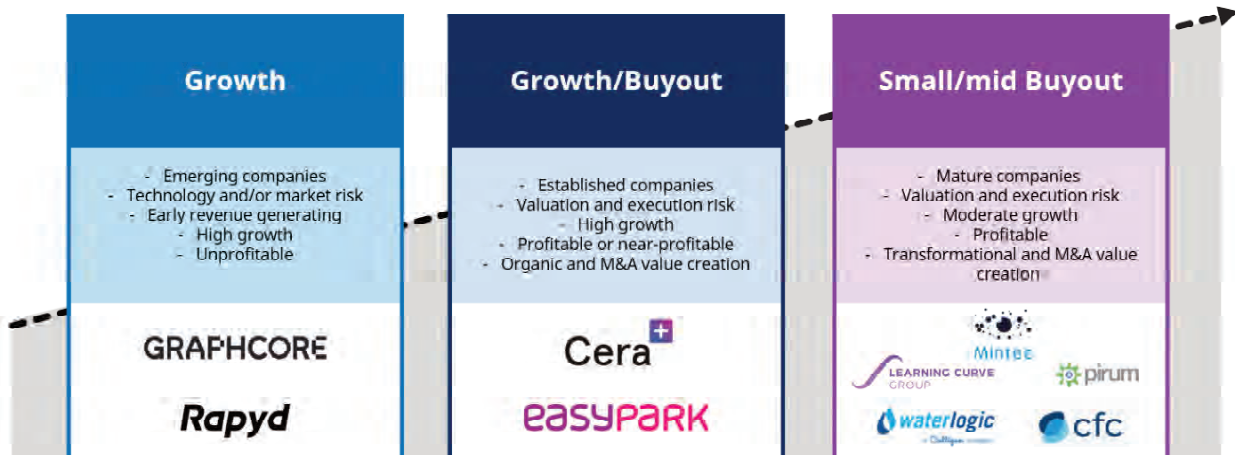 Growth
- Emerging companies
- Technology and/or market risk
- Early revenue generating
- High growth
- Unprofitable
GRAPHCORE
Rapyd
Growth/Buyout
- Established companies
- Valuation and execution risk
- High growth
- Profitable or near-profitable
- Organic and M&A value creation
Cera+
easyPARK
Small/mid Buyout
- Mature companies
- Valuation and execution risk
- Moderate growth
- Profitable
- Transformational and M&A value
creation
Mintec
LEARNING CURVE
GROUP
pirum
waterlogic
a Culligan company
cfc